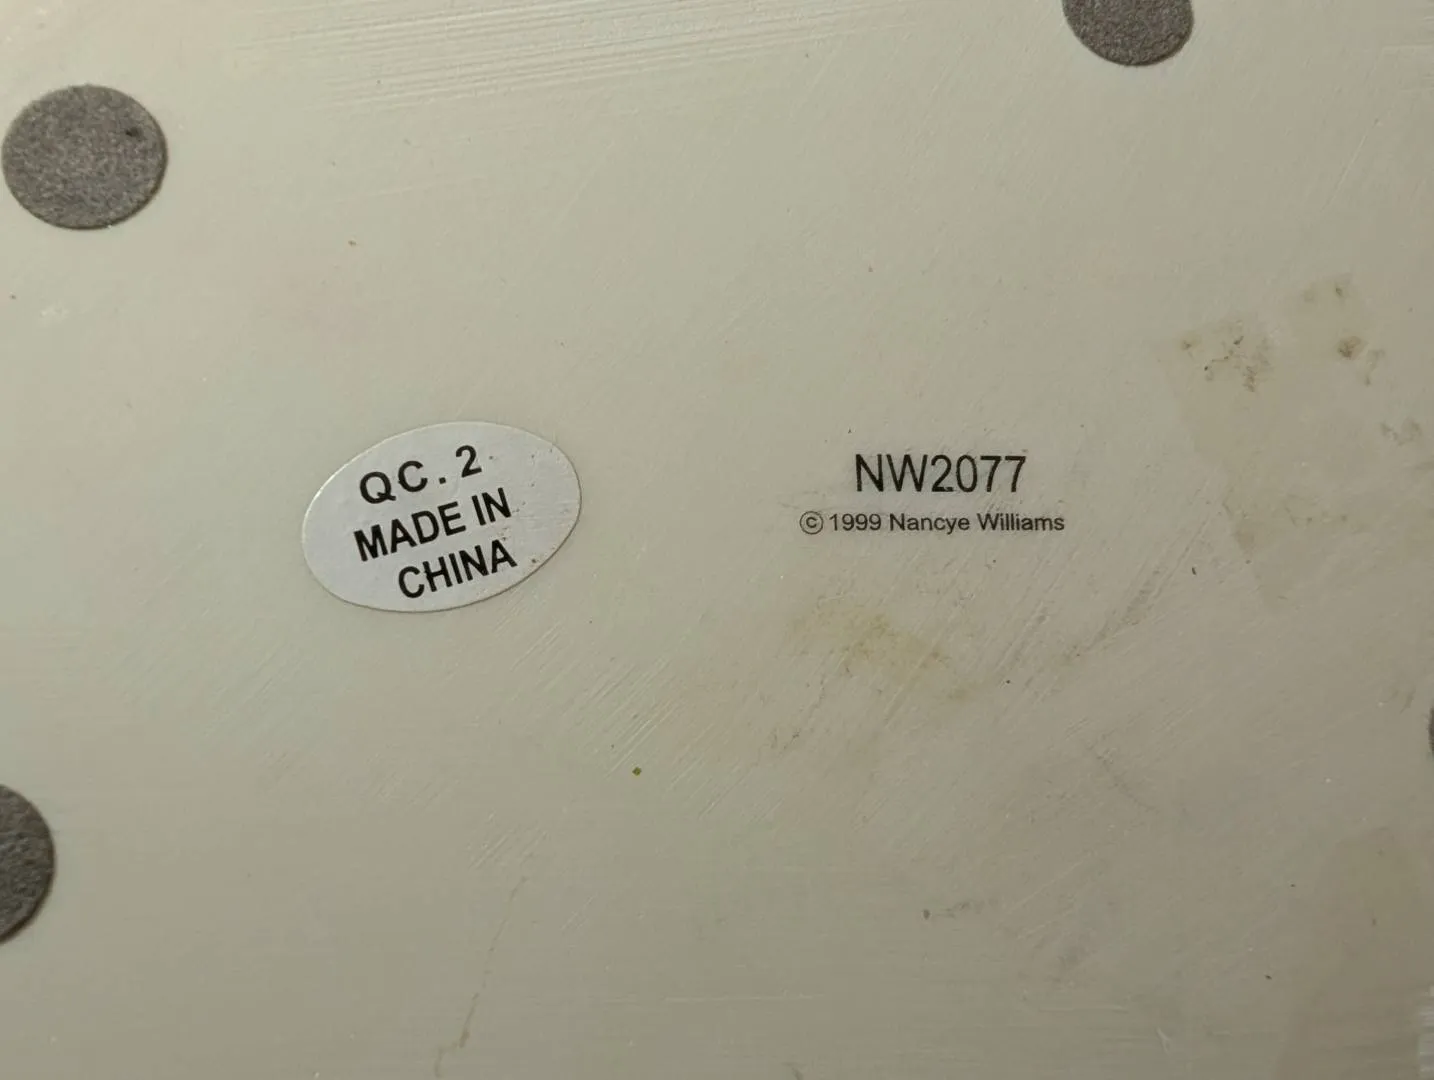 QC. 2
MADE IN
CHINA
NW2077
© 1999 Nancye Williams